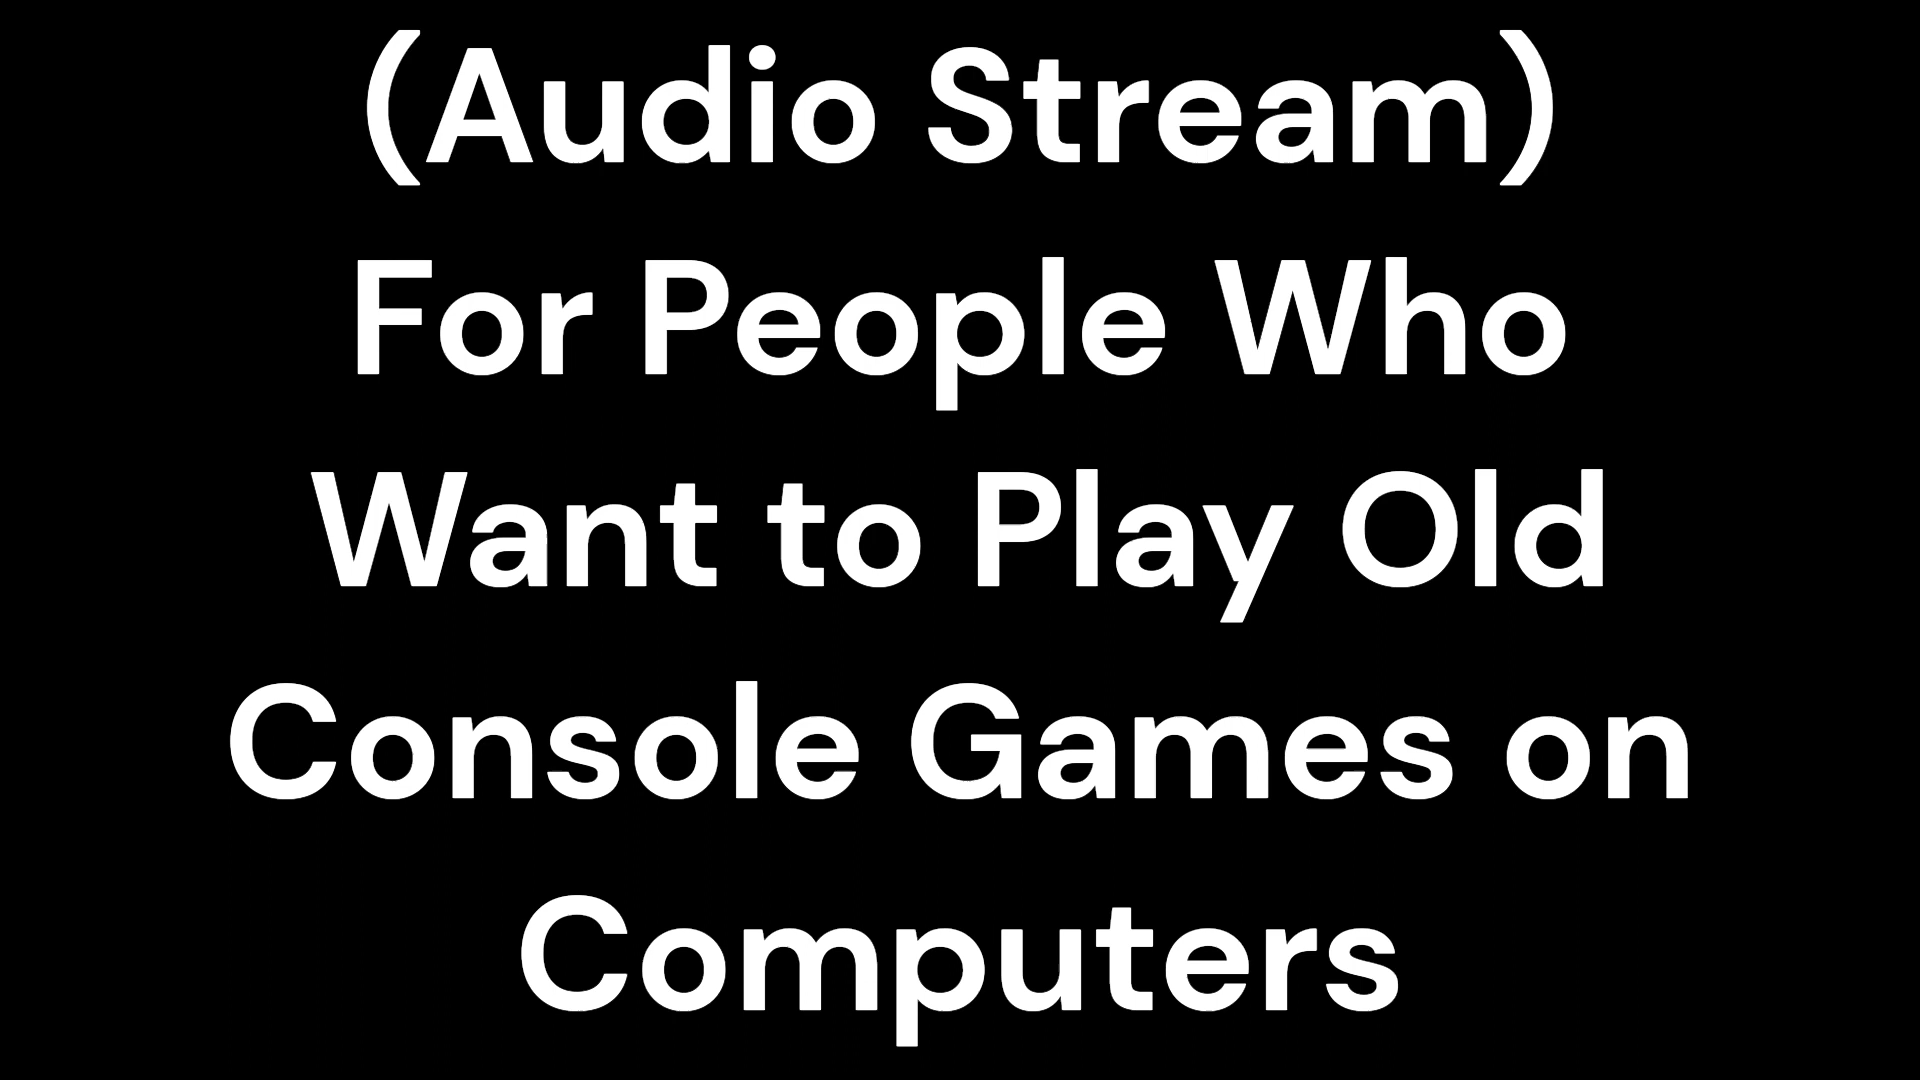 (Audio Stream)
For People Who
Want to Play Old
Console Games on
Computers